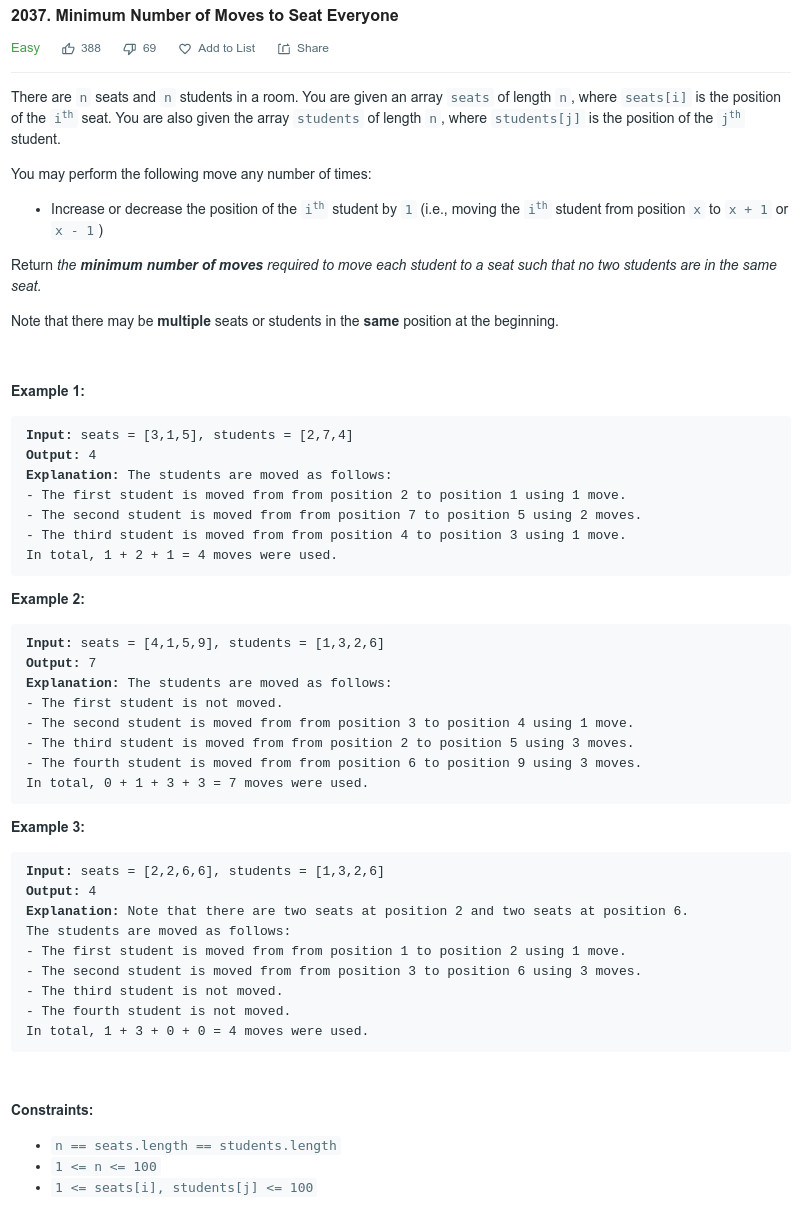 2037. Minimum Number of Moves to Seat Everyone
Easy 388 69 Add to List Share
There are n seats and n students in a room. You are given an array seats of length n , where seats[i] is the position
of the ith seat. You are also given the array students of length n , where students[j] is the position of the jth
student.
You may perform the following move any number of times:
• Increase or decrease the position of the ith student by 1 (i.e., moving the ith student from position x to x + 1 or
x - 1 )
Return the minimum number of moves required to move each student to a seat such that no two students are in the same
seat.
Note that there may be multiple seats or students in the same position at the beginning.
Example 1:
Input: seats = [3,1,5], students = [2,7,4]
Output: 4
Explanation: The students are moved as follows:
- The first student is moved from from position 2 to position 1 using 1 move.
- The second student is moved from from position 7 to position 5 using 2 moves.
- The third student is moved from from position 4 to position 3 using 1 move.
In total, 1 + 2 + 1 = 4 moves were used.
Example 2:
Input: seats = [4,1,5,9], students = [1,3,2,6]
Output: 7
Explanation: The students are moved as follows:
- The first student is not moved.
- The second student is moved from from position 3 to position 4 using 1 move.
- The third student is moved from from position 2 to position 5 using 3 moves.
- The fourth student is moved from from position 6 to position 9 using 3 moves.
In total, 0 + 1 + 3 + 3 = 7 moves were used.
Example 3:
Input: seats = [2,2,6,6], students = [1,3,2,6]
Output: 4
Explanation: Note that there are two seats at position 2 and two seats at position 6.
The students are moved as follows:
- The first student is moved from from position 1 to position 2 using 1 move.
- The second student is moved from from position 3 to position 6 using 3 moves.
- The third student is not moved.
- The fourth student is not moved.
In total, 1 + 3 + 0 + 0 = 4 moves were used.
Constraints:
• n == seats.length == students.length
• 1 <= n <= 100
• 1 <= seats[i], students[j] <= 100